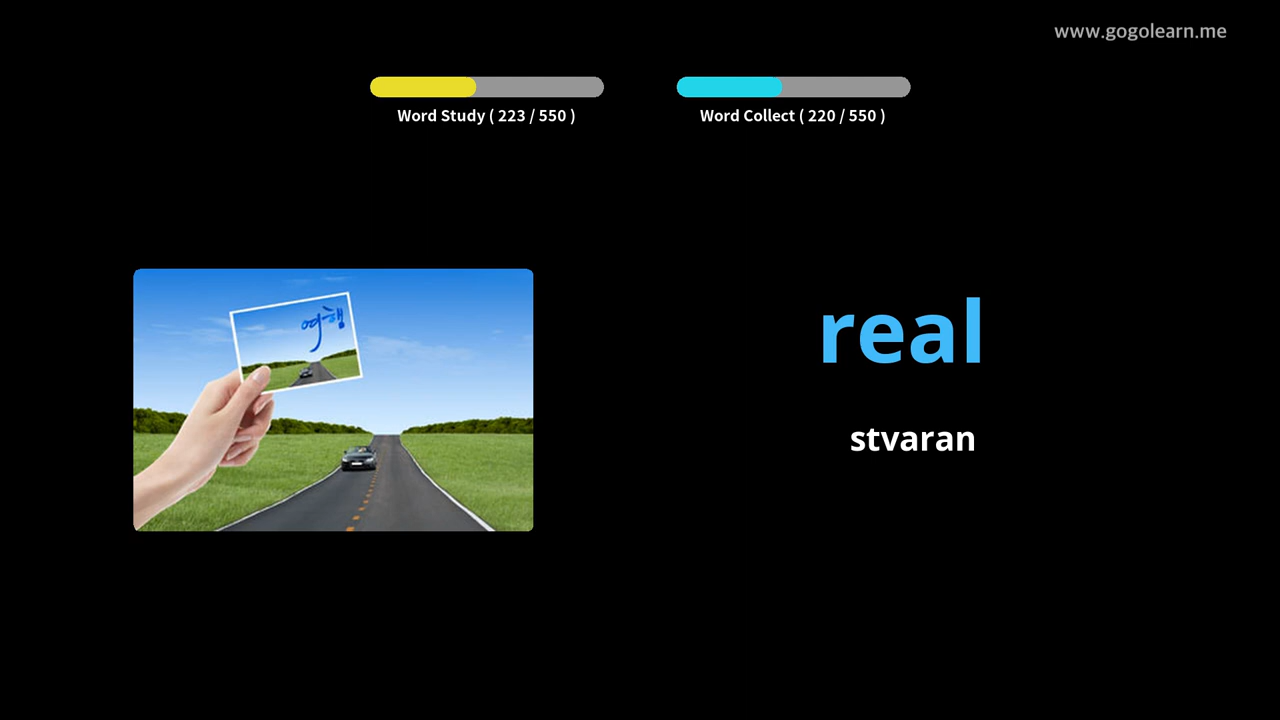 www.gogolearn.me
Word Study ( 223 / 550 )
Word Collect ( 220 / 550 )
여행
real
stvaran